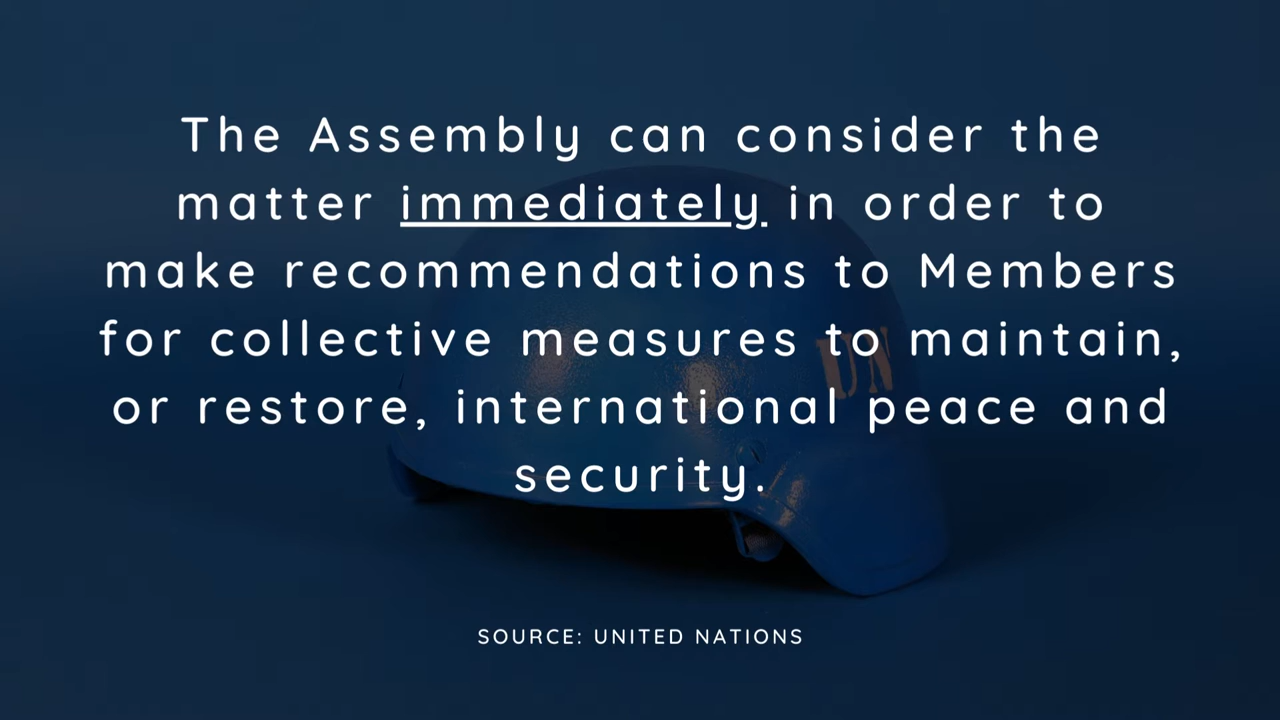 The Assembly can consider the
matter immediately in order to
make recommendations to Members
for collective measures to maintain,
or restore, international peace and
security.
UN
SOURCE: UNITED NATIONS